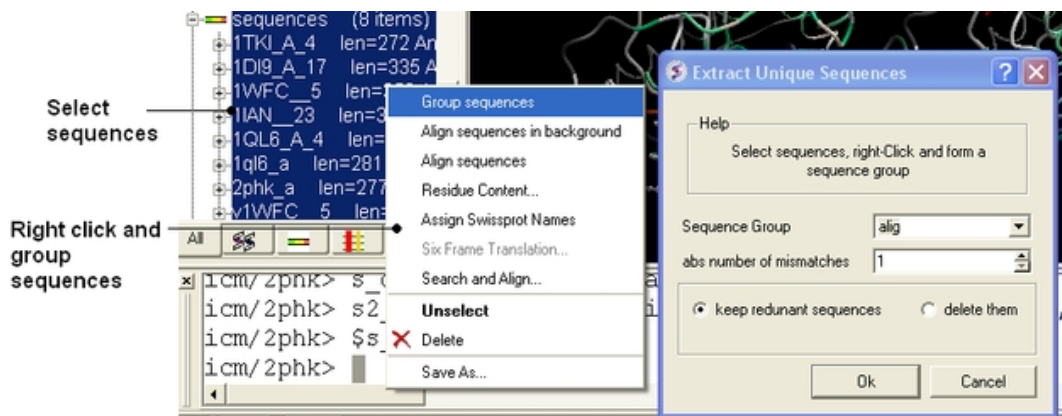 sequences (8 items)
1TKI_A_4 len=272 An
1DI9_A_17 len=335 A
1WFC__5 len=
1IAN__23 len=3
1QL6_A_4 len=
1ql6_a len=281
2phk_a len=277
v1WFC__5 len=
Select
sequences
Right click and
group
sequences
All
icm/2phk> s_
icm/2phk> s2_
icm/2phk> $s_
icm/2phk>
Group sequences
Align sequences in background
Align sequences
Residue Content...
Assign Swissprot Names
Six Frame Translation...
Search and Align...
Unselect
Delete
Save As...
Extract Unique Sequences
Help
Select sequences, right-Click and form a
sequence group
Sequence Group alig
abs number of mismatches 1
keep redunant sequences delete them
Ok Cancel